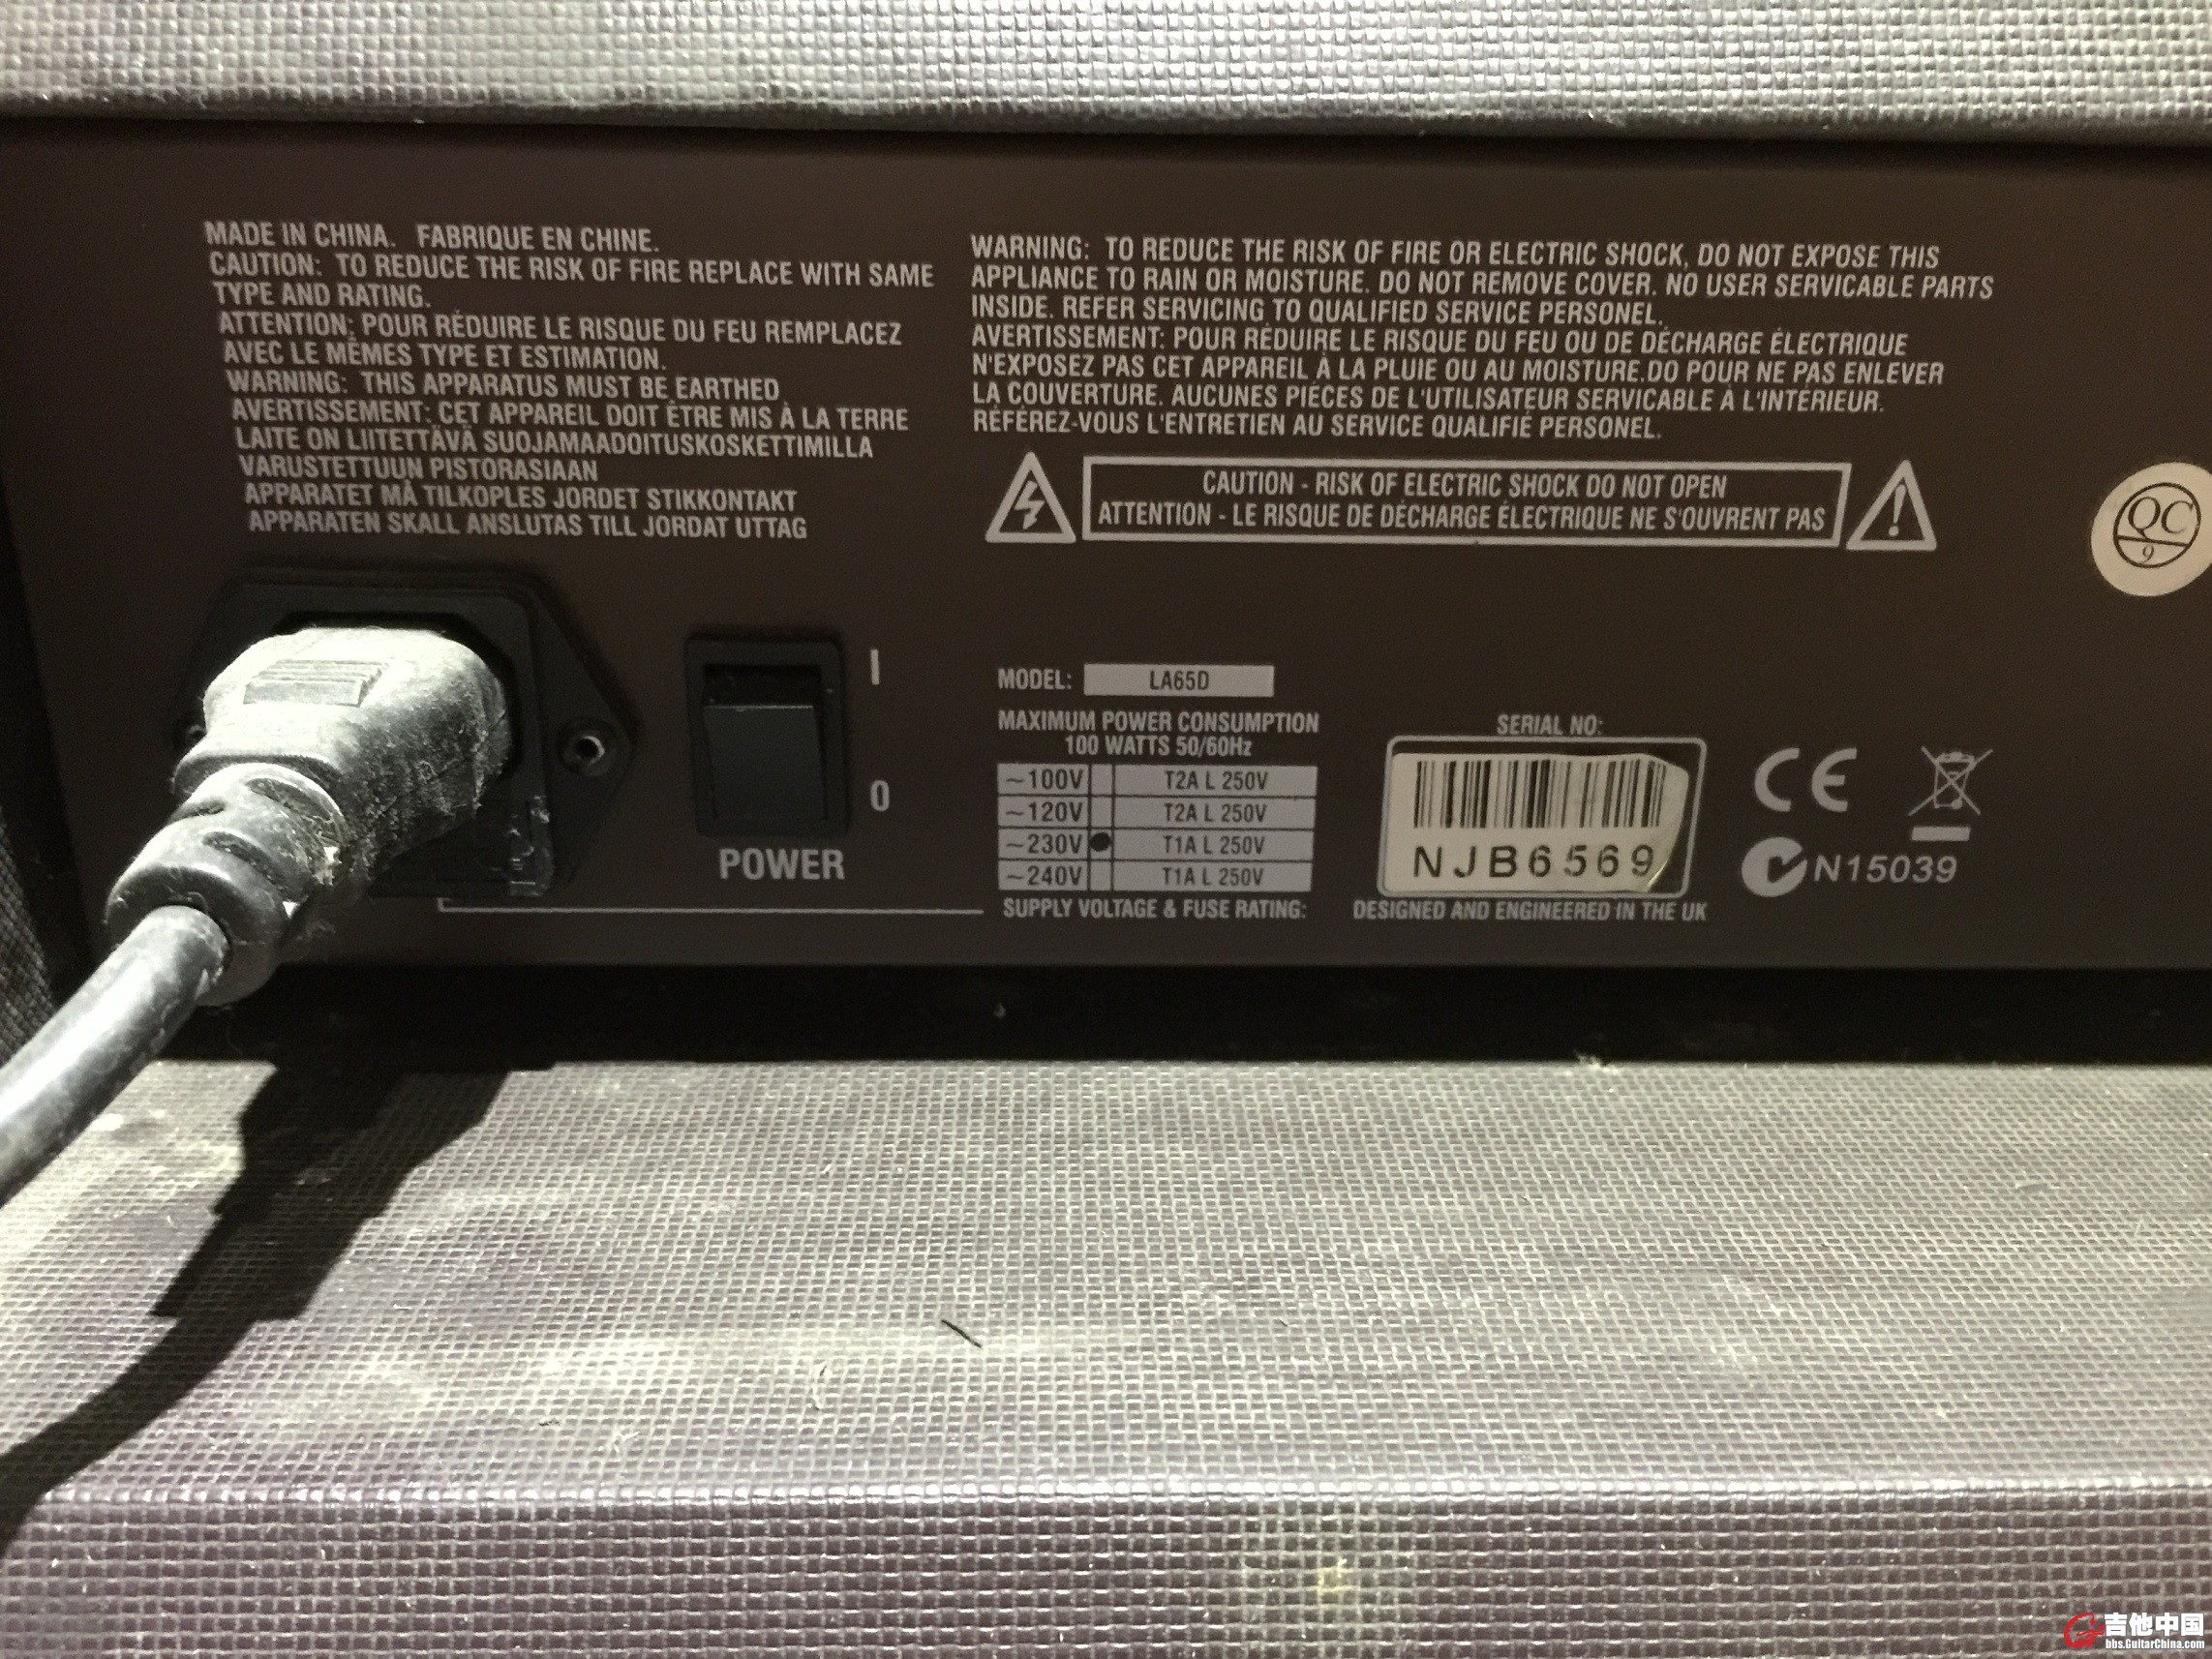 MADE IN CHINA. FABRIQUE EN CHINE.
CAUTION: TO REDUCE THE RISK OF FIRE REPLACE WITH SAME
TYPE AND RATING.
ATTENTION: POUR RÉDUIRE LE RISQUE DU FEU REMPLACEZ
AVEC LE MÊMES TYPE ET ESTIMATION.
WARNING: THIS APPARATUS MUST BE EARTHED
AVERTISSEMENT: CET APPAREIL DOIT ÉTRE MIS À LA TERRE
LAITE ON LIITETTÄVÄ SUOJAMAADOITUSKOSKETTIMILLA
VARUSTETTUUN PISTORASIAAN
APPARATET MÅ TILKOPLES JORDET STIKKONTAKT
APPARATEN SKALL ANSLUTAS TILL JORDAT UTTAG
WARNING: TO REDUCE THE RISK OF FIRE OR ELECTRIC SHOCK, DO NOT EXPOSE THIS
APPLIANCE TO RAIN OR MOISTURE. DO NOT REMOVE COVER. NO USER SERVICABLE PARTS
INSIDE. REFER SERVICING TO QUALIFIED SERVICE PERSONEL.
AVERTISSEMENT: POUR RÉDUIRE LE RISQUE DU FEU OU DE DÉCHARGE ÉLECTRIQUE
N'EXPOSEZ PAS CET APPAREIL À LA PLUIE OU AU MOISTURE.DO POUR NE PAS ENLEVER
LA COUVERTURE. AUCUNES PIÉCES DE L'UTILISATEUR SERVICABLE À L'INTÉRIEUR.
RÉFÉREZ-VOUS L'ENTRETIEN AU SERVICE QUALIFIÉ PERSONEL.
CAUTION - RISK OF ELECTRIC SHOCK DO NOT OPEN
ATTENTION - LE RISQUE DE DÉCHARGE ÉLECTRIQUE NE S'OUVRENT PAS
QC
9
I
0
POWER
MODEL: LA65D
MAXIMUM POWER CONSUMPTION
100 WATTS 50/60Hz
~100V T2A L 250V
~120V T2A L 250V
~230V ● T1A L 250V
~240V T1A L 250V
SUPPLY VOLTAGE & FUSE RATING:
SERIAL NO:
NJB6569
DESIGNED AND ENGINEERED IN THE UK
CE
N15039
吉他中国
bbs.GuitarChina.com